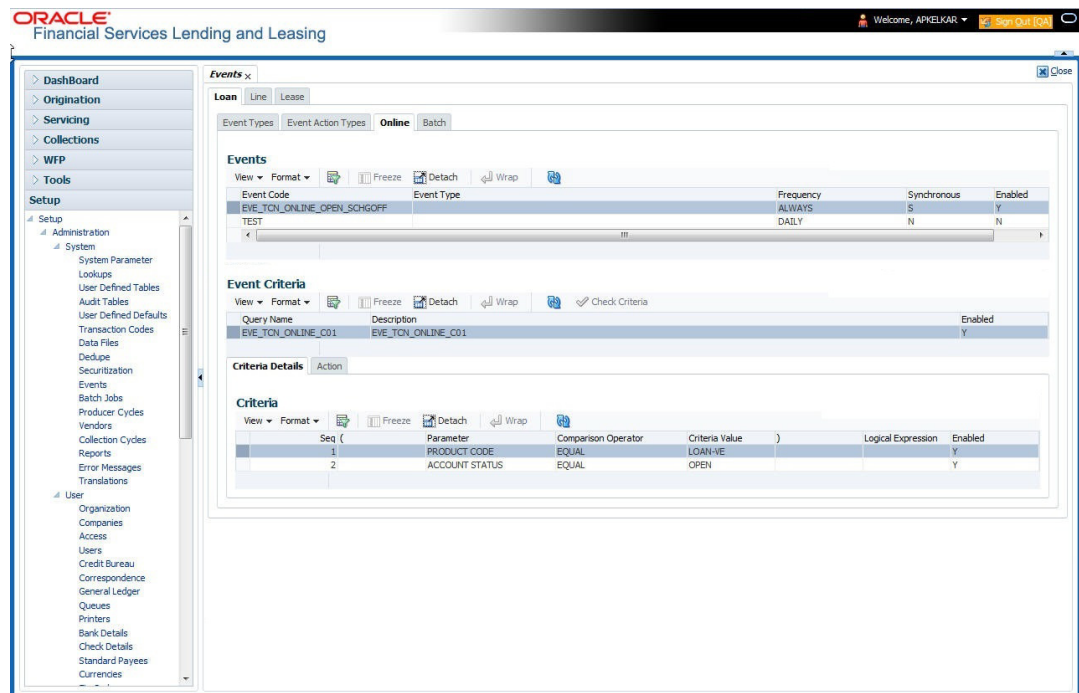 ORACLE
Financial Services Lending and Leasing
Welcome, APKELKAR
Sign Out [QA]
DashBoard
Origination
Servicing
Collections
WFP
Tools
Setup
Setup
Administration
System
System Parameter
Lookups
User Defined Tables
Audit Tables
User Defined Defaults
Transaction Codes
Data Files
Dedupe
Securitization
Events
Batch Jobs
Producer Cycles
Vendors
Collection Cycles
Reports
Error Messages
Translations
User
Organization
Companies
Access
Users
Credit Bureau
Correspondence
General Ledger
Queues
Printers
Bank Details
Check Details
Standard Payees
Currencies
Events
Close
Loan Line Lease
Event Types Event Action Types Online Batch
Events
View Format Freeze Detach Wrap
Event Code Event Type Frequency Synchronous Enabled
EVE_TCN_ONLINE_OPEN_SCHGOFF ALWAYS S Y
TEST DAILY N N
Event Criteria
View Format Freeze Detach Wrap Check Criteria
Query Name Description Enabled
EVE_TCN_ONLINE_C01 EVE_TCN_ONLINE_C01 Y
Criteria Details Action
Criteria
View Format Freeze Detach Wrap
Seq ( Parameter Comparison Operator Criteria Value ) Logical Expression Enabled
1 PRODUCT CODE EQUAL LOAN-VE Y
2 ACCOUNT STATUS EQUAL OPEN Y